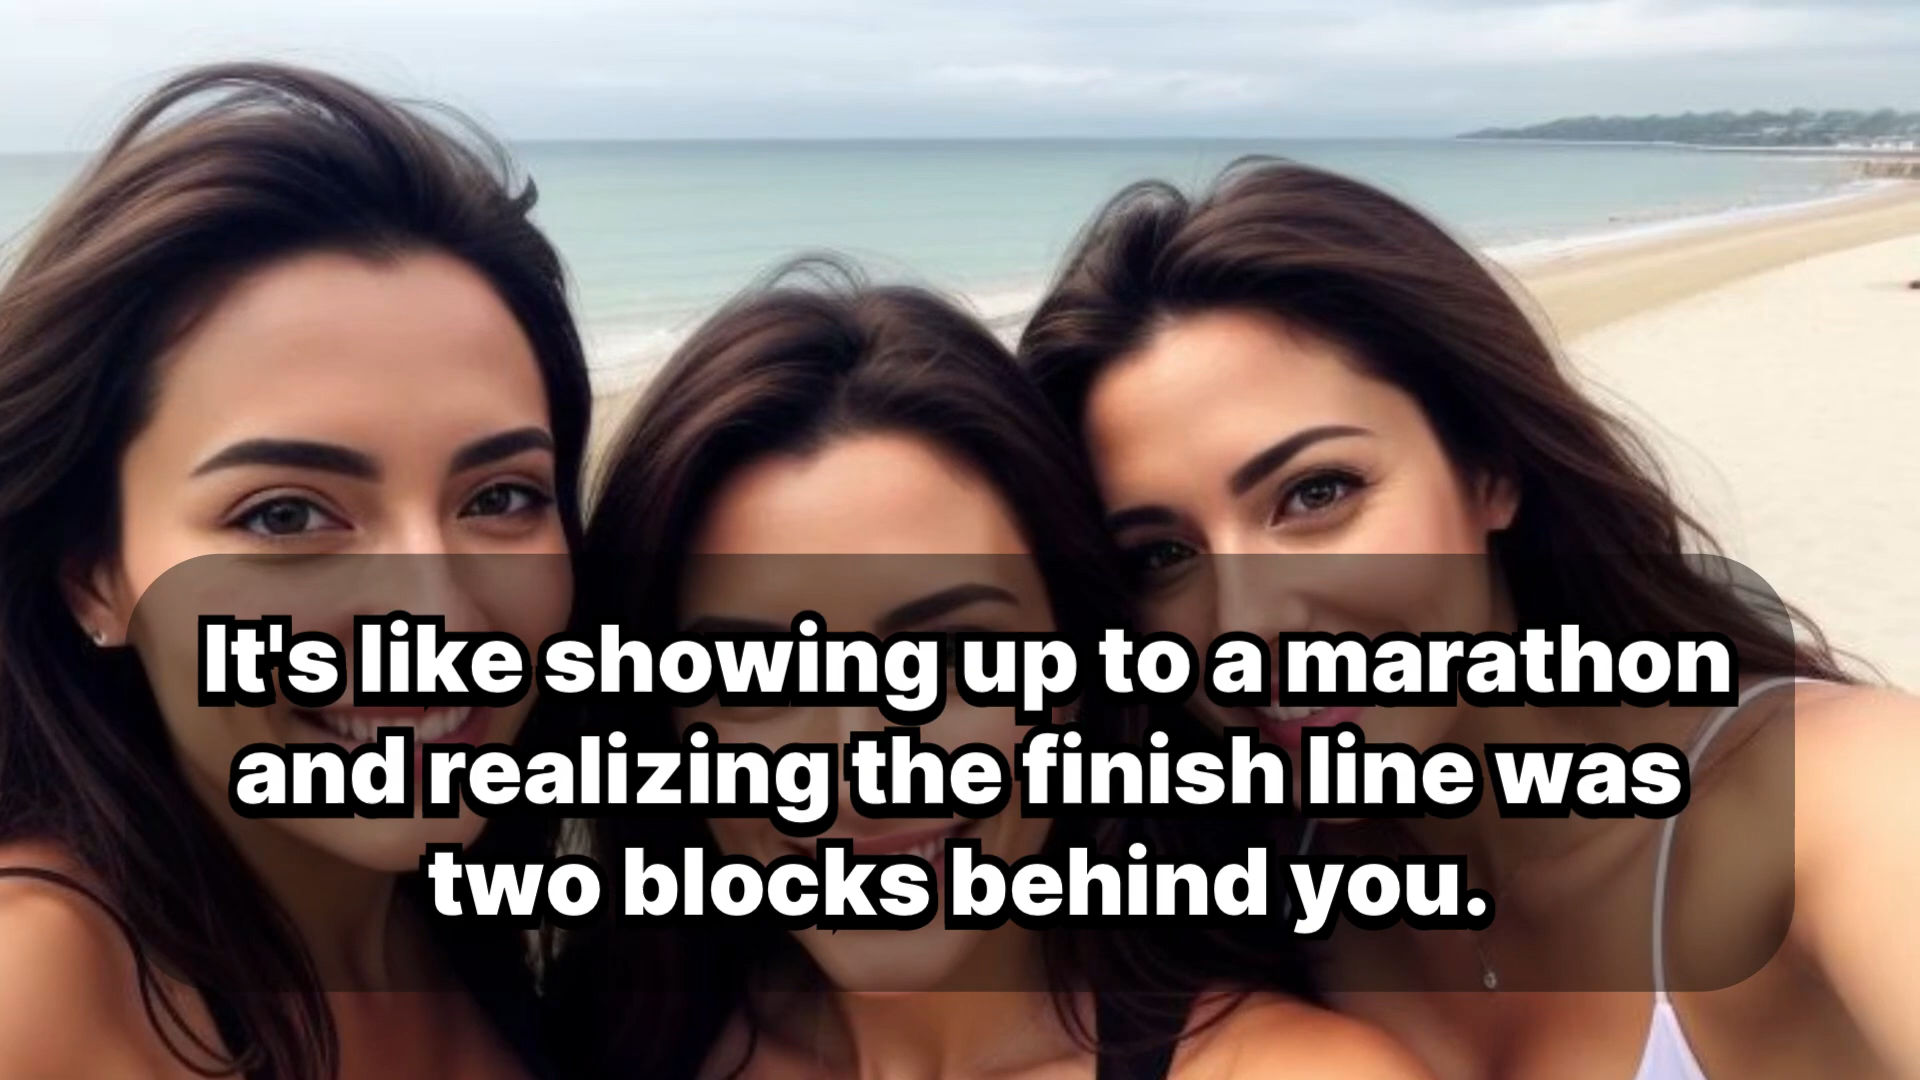 It's like showing up to a marathon
and realizing the finish line was
two blocks behind you.